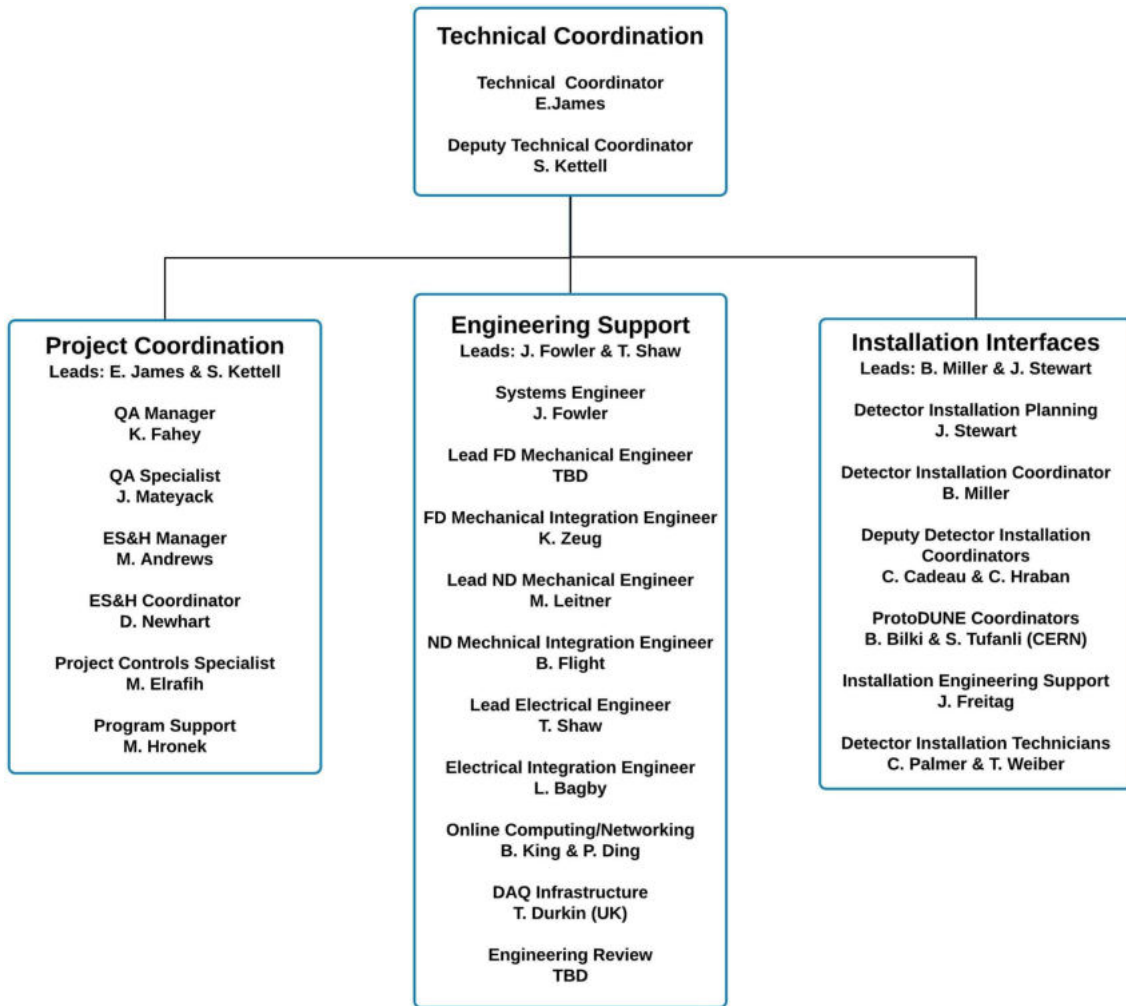 Technical Coordination
Technical Coordinator
E.James
Deputy Technical Coordinator
S. Kettell
Project Coordination
Leads: E. James & S. Kettell
QA Manager
K. Fahey
QA Specialist
J. Mateyack
ES&H Manager
M. Andrews
ES&H Coordinator
D. Newhart
Project Controls Specialist
M. Elrafih
Program Support
M. Hronek
Engineering Support
Leads: J. Fowler & T. Shaw
Systems Engineer
J. Fowler
Lead FD Mechanical Engineer
TBD
FD Mechanical Integration Engineer
K. Zeug
Lead ND Mechanical Engineer
M. Leitner
ND Mechnical Integration Engineer
B. Flight
Lead Electrical Engineer
T. Shaw
Electrical Integration Engineer
L. Bagby
Online Computing/Networking
B. King & P. Ding
DAQ Infrastructure
T. Durkin (UK)
Engineering Review
TBD
Installation Interfaces
Leads: B. Miller & J. Stewart
Detector Installation Planning
J. Stewart
Detector Installation Coordinator
B. Miller
Deputy Detector Installation
Coordinators
C. Cadeau & C. Hraban
ProtoDUNE Coordinators
B. Bilki & S. Tufanli (CERN)
Installation Engineering Support
J. Freitag
Detector Installation Technicians
C. Palmer & T. Weiber